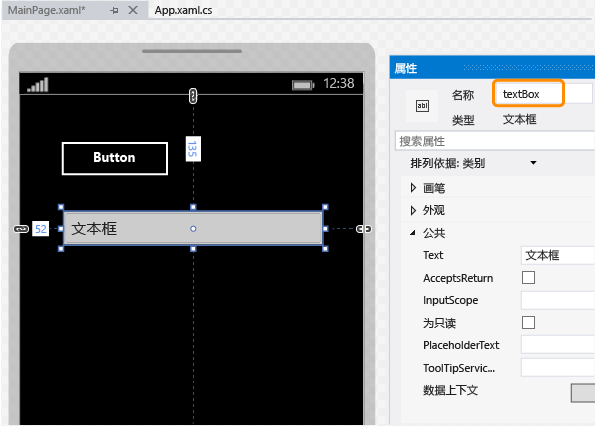 MainPage.xaml*
App.xaml.cs
12:38
Button
135
52
文本框
属性
abl
名称
textBox
类型
文本框
搜索属性
排列依据: 类别
画笔
外观
公共
Text
文本框
AcceptsReturn
InputScope
为只读
PlaceholderText
ToolTipServic...
数据上下文